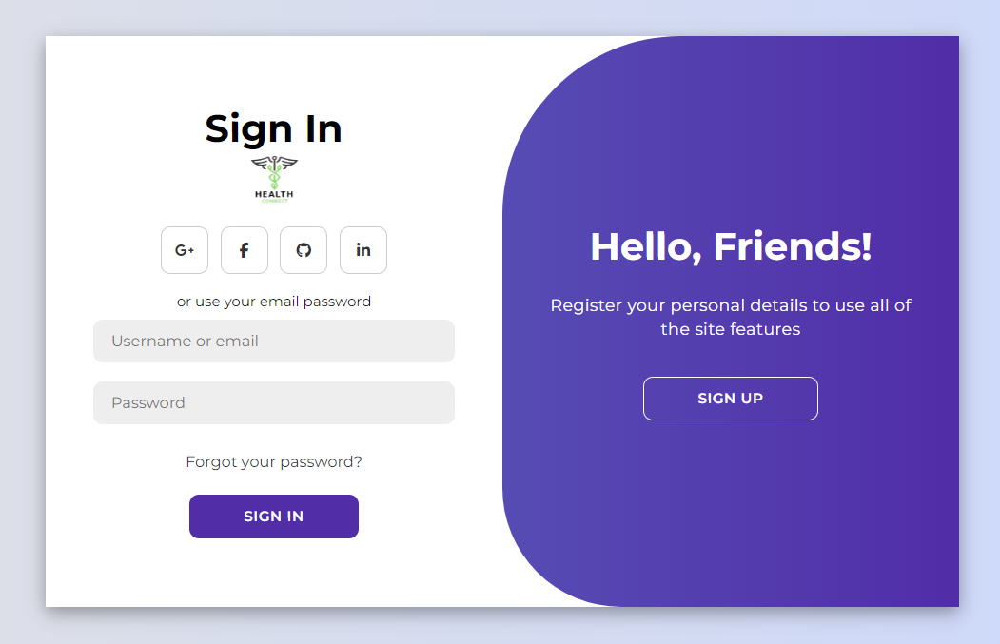 Sign In
HEALTH
CONNECT
G+
f
in
or use your email password
Username or email
Password
Forgot your password?
SIGN IN
Hello, Friends!
Register your personal details to use all of
the site features
SIGN UP